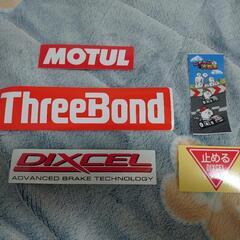 MOTUL
ThreeBond
DIXCEL
ADVANCED BRAKE TECHNOLOGY
止める